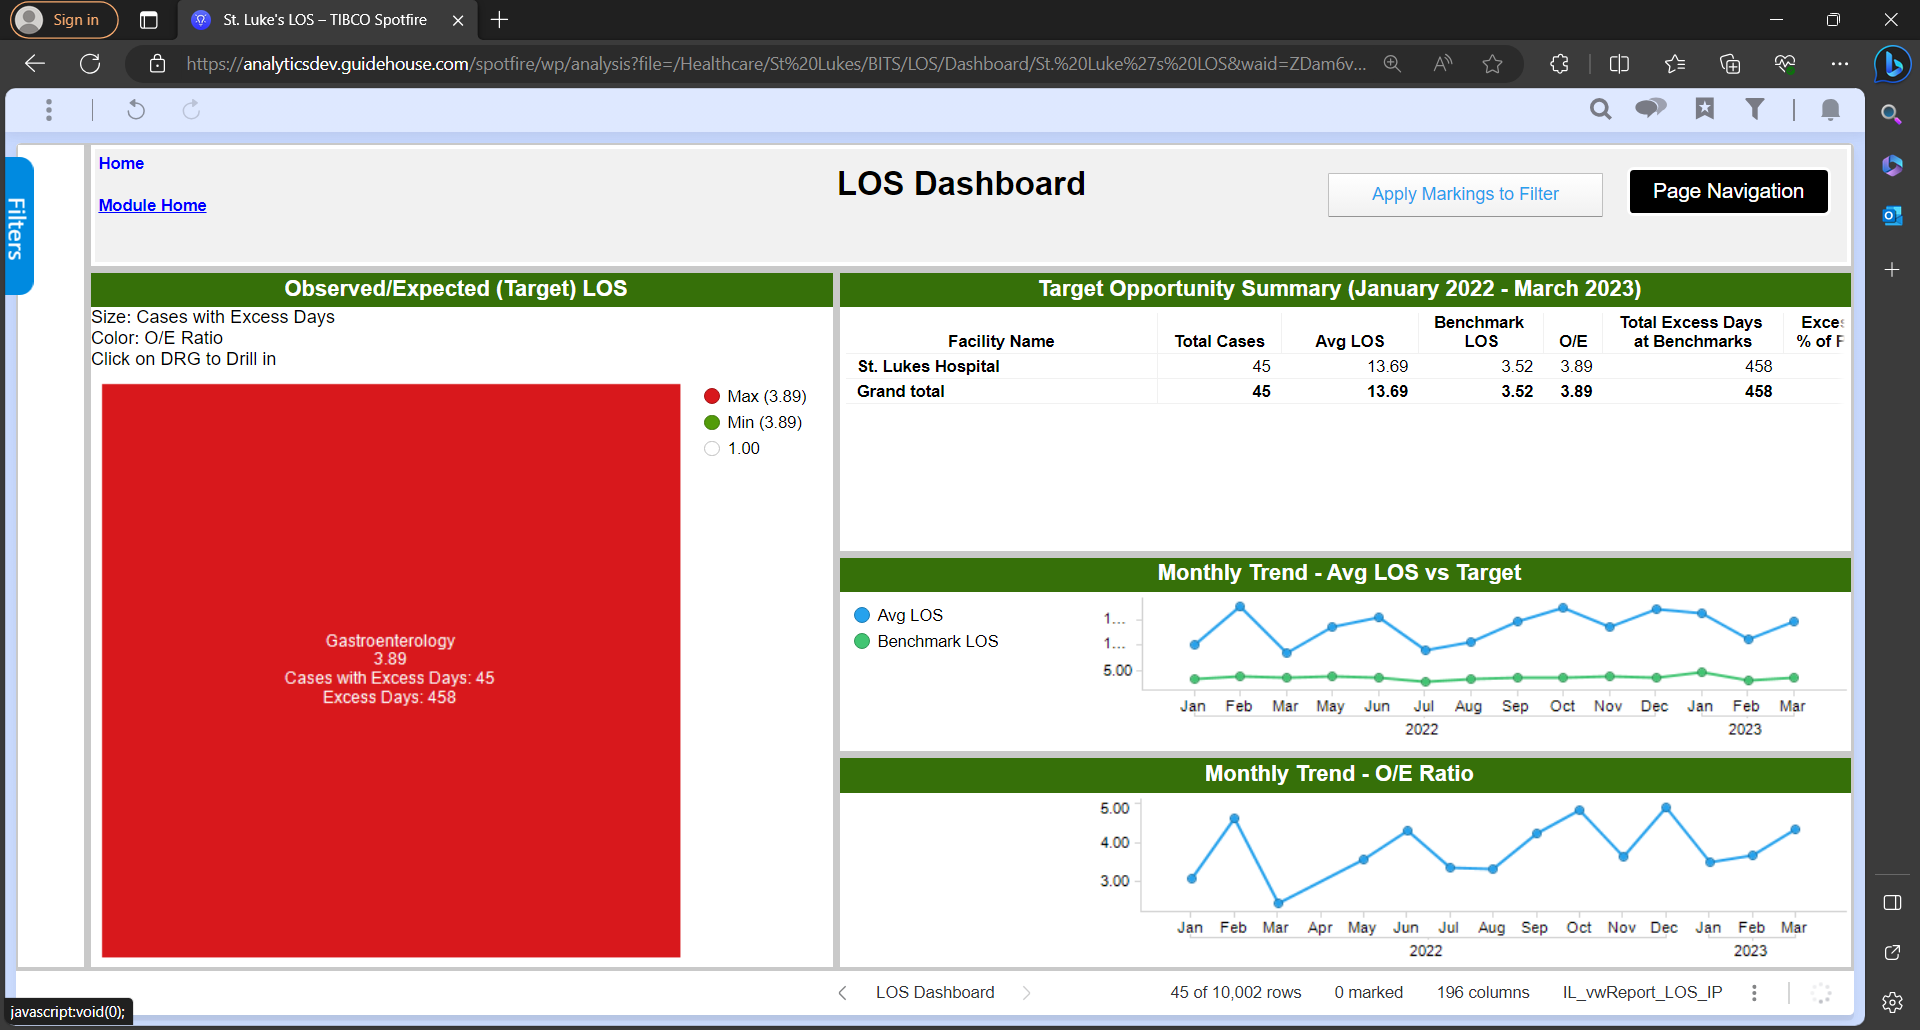 Sign in
St. Luke's LOS – TIBCO Spotfire
https://analyticsdev.guidehouse.com/spotfire/wp/analysis?file=/Healthcare/St%20Lukes/BITS/LOS/Dashboard/St.%20Luke%27s%20LOS&waid=ZDam6v...
Filters
Home
Module Home
LOS Dashboard
Apply Markings to Filter
Page Navigation
Observed/Expected (Target) LOS
Size: Cases with Excess Days
Color: O/E Ratio
Click on DRG to Drill in
Max (3.89)
Min (3.89)
1.00
Gastroenterology
3.89
Cases with Excess Days: 45
Excess Days: 458
Target Opportunity Summary (January 2022 - March 2023)
Facility Name Total Cases Avg LOS Benchmark LOS O/E Total Excess Days at Benchmarks % of
St. Lukes Hospital 45 13.69 3.52 3.89 458
Grand total 45 13.69 3.52 3.89 458
Monthly Trend - Avg LOS vs Target
Avg LOS
Benchmark LOS
1...
1...
5.00
Jan Feb Mar May Jun Jul Aug Sep Oct Nov Dec Jan Feb Mar
2022 2023
Monthly Trend - O/E Ratio
5.00
4.00
3.00
Jan Feb Mar Apr May Jun Jul Aug Sep Oct Nov Dec Jan Feb Mar
2022 2023
LOS Dashboard
45 of 10,002 rows 0 marked 196 columns IL_vwReport_LOS_IP
javascript:void(0);